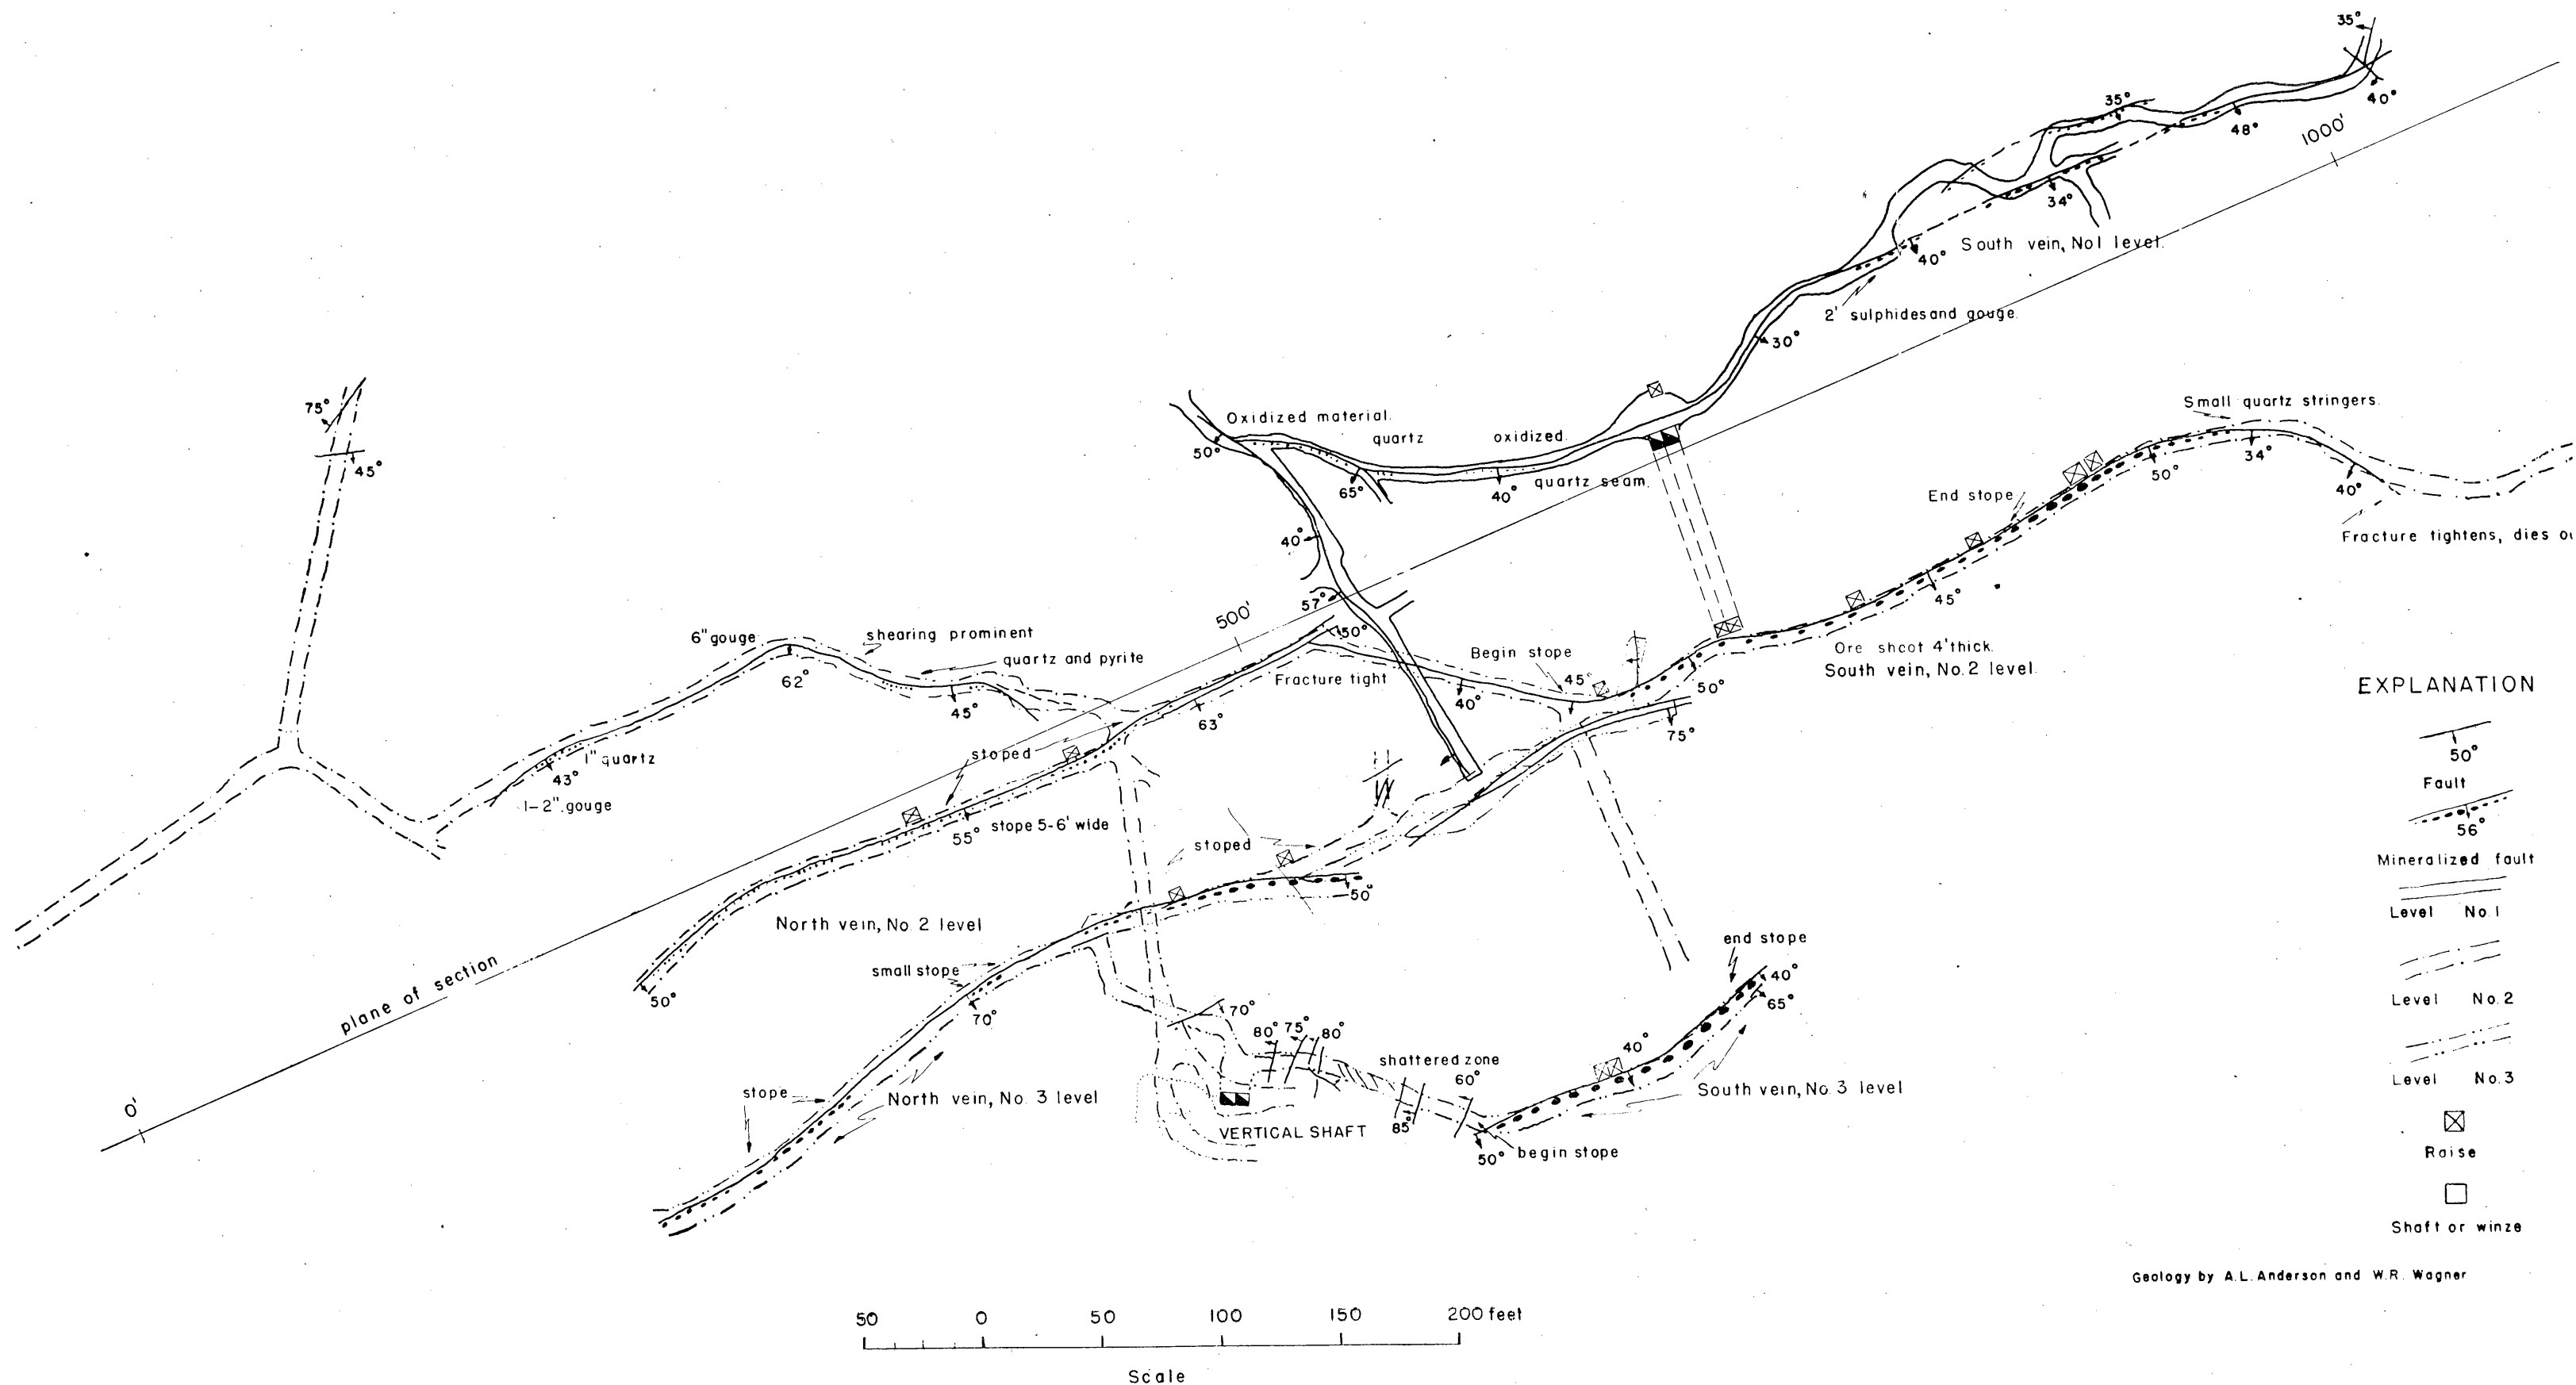 35°
40°
35°
48°
1000'
34°
South vein, No1 level.
40°
2' sulphides and gouge.
30°
75°
45°
Oxidized material.
quartz
oxidized.
50°
65°
40°
quartz seam.
Small quartz stringers.
50°
34°
40°
End stope
Fracture tightens, dies ou
40°
57°
500'
50°
45°
6" gouge
shearing prominent
quartz and pyrite
62°
45°
Fracture tight
Begin stope
45°
40°
50°
75°
63°
Ore shoot 4' thick.
South vein, No. 2 level.
1" quartz
43°
1-2" gouge
stoped
55°
stope 5-6' wide
stoped
50°
North vein, No. 2 level
50°
small stope
70°
plane of section
0'
70°
80°
75°
80°
shattered zone
60°
85°
end stope
40°
65°
40°
stope
North vein, No. 3 level
South vein, No. 3 level
VERTICAL SHAFT
50°
begin stope
EXPLANATION
50°
Fault
56°
Mineralized fault
Level No. 1
Level No. 2
Level No. 3
Raise
Shaft or winze
Geology by A.L. Anderson and W.R. Wagner
50 0 50 100 150 200 feet
Scale